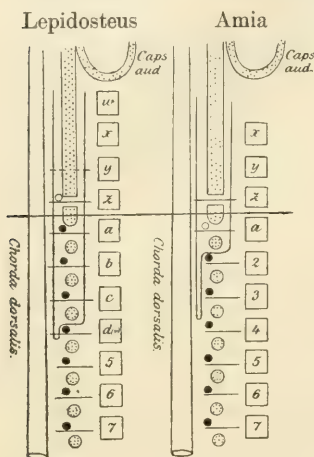 Lepidosteus
Amia
Caps
aud
Caps
aud.
x
x
y
y
z
z
a
a
b
2
c
3
4
5
5
6
6
7
7
Chorda dorsalis.
Chorda dorsalis.